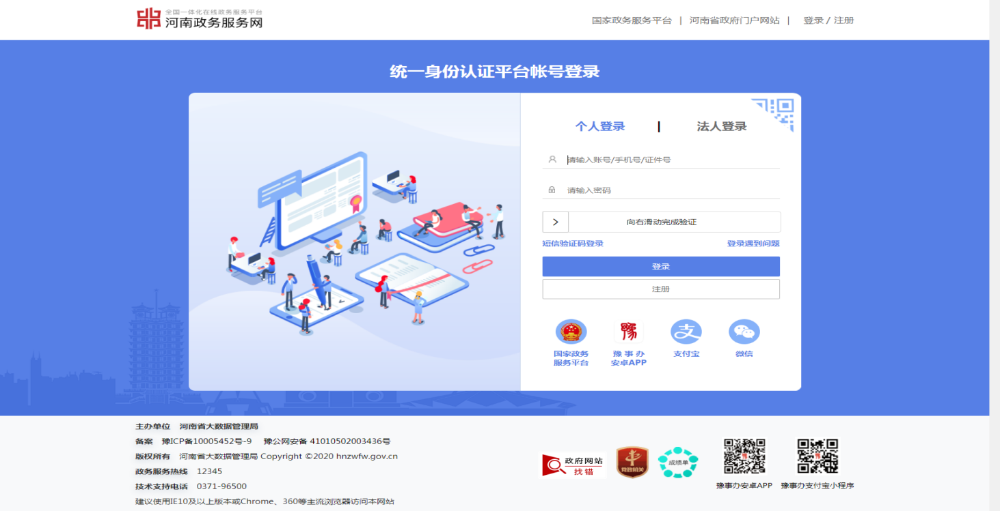 全国一体化在线政务服务平台
河南政务服务网
国家政务服务平台 | 河南省政府门户网站 | 登录 / 注册
统一身份认证平台帐号登录
个人登录 | 法人登录
请输入账号/手机号/证件号
请输入密码
> 向右滑动完成验证
短信验证码登录 登录遇到问题
登录
注册
国家政务
服务平台
豫事办
安卓APP
支付宝
微信
主办单位 河南省大数据管理局
备案 豫ICP备10005452号-9 豫公网安备 41010502003436号
版权所有 河南省大数据管理局 Copyright ©2020 hnzwfw.gov.cn
政务服务热线 12345
技术支持电话 0371-96500
建议使用IE10及以上版本或Chrome、360等主流浏览器访问本网站
政府网站
找错
党政机关
成绩单
豫事办安卓APP
豫事办支付宝小程序